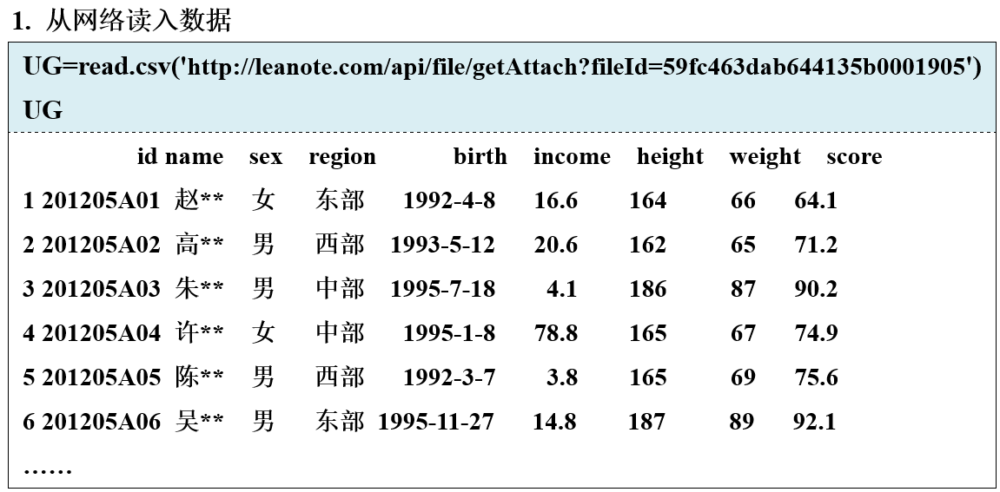 1. 从网络读入数据
UG=read.csv('http://leanote.com/api/file/getAttach?fileId=59fc463dab644135b0001905')
UG
id name sex region birth income height weight score
1 201205A01 赵** 女 东部 1992-4-8 16.6 164 66 64.1
2 201205A02 高** 男 西部 1993-5-12 20.6 162 65 71.2
3 201205A03 朱** 男 中部 1995-7-18 4.1 186 87 90.2
4 201205A04 许** 女 中部 1995-1-8 78.8 165 67 74.9
5 201205A05 陈** 男 西部 1992-3-7 3.8 165 69 75.6
6 201205A06 吴** 男 东部 1995-11-27 14.8 187 89 92.1
……